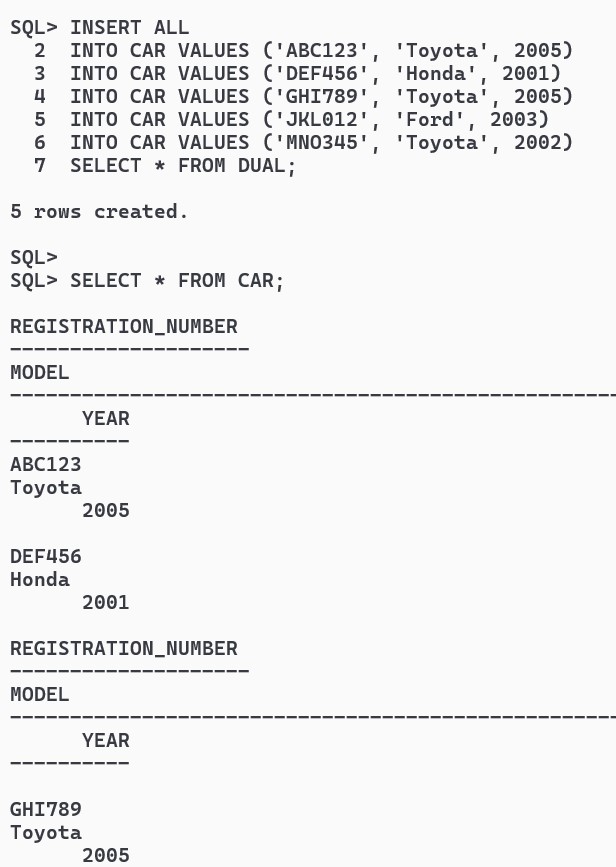 SQL> INSERT ALL
  2  INTO CAR VALUES ('ABC123', 'Toyota', 2005)
  3  INTO CAR VALUES ('DEF456', 'Honda', 2001)
  4  INTO CAR VALUES ('GHI789', 'Toyota', 2005)
  5  INTO CAR VALUES ('JKL012', 'Ford', 2003)
  6  INTO CAR VALUES ('MNO345', 'Toyota', 2002)
  7  SELECT * FROM DUAL;

5 rows created.

SQL>
SQL> SELECT * FROM CAR;

REGISTRATION_NUMBER
--------------------
MODEL
---------------------------------------------------
      YEAR
----------
ABC123
Toyota
      2005

DEF456
Honda
      2001

REGISTRATION_NUMBER
--------------------
MODEL
---------------------------------------------------
      YEAR
----------

GHI789
Toyota
      2005